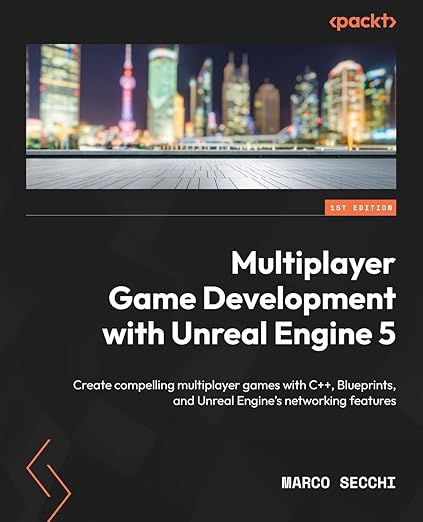 <packt>
1ST EDITION
Multiplayer
Game Development
with Unreal Engine 5
Create compelling multiplayer games with C++, Blueprints,
and Unreal Engine's networking features
MARCO SECCHI